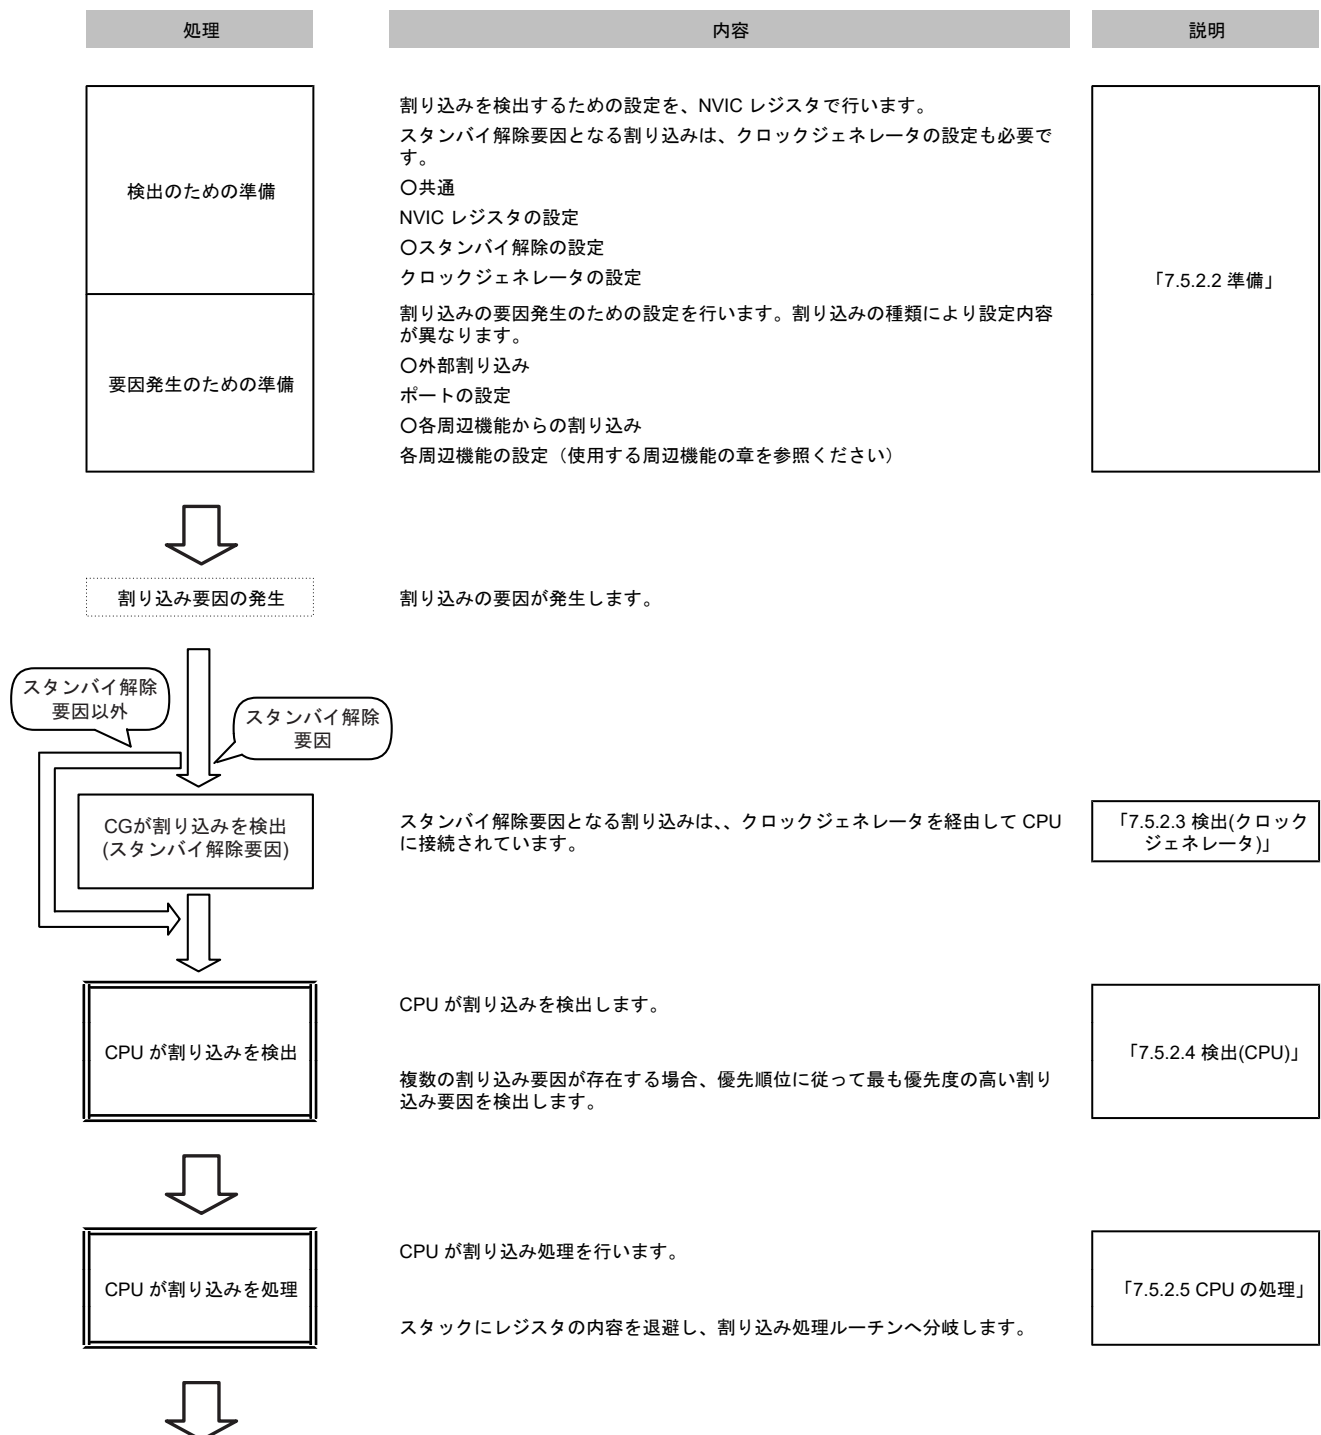 処理
内容
説明
検出のための準備
割り込みを検出するための設定を、NVIC レジスタで行います。
スタンバイ解除要因となる割り込みは、クロックジェネレータの設定も必要で
す。
〇共通
NVIC レジスタの設定
〇スタンバイ解除の設定
クロックジェネレータの設定
「7.5.2.2 準備」
要因発生のための準備
割り込みの要因発生のための設定を行います。割り込みの種類により設定内容
が異なります。
〇外部割り込み
ポートの設定
〇各周辺機能からの割り込み
各周辺機能の設定（使用する周辺機能の章を参照ください）
割り込み要因の発生
割り込みの要因が発生します。
スタンバイ解除
要因以外
スタンバイ解除
要因
CGが割り込みを検出
(スタンバイ解除要因)
スタンバイ解除要因となる割り込みは、、クロックジェネレータを経由して CPU
に接続されています。
「7.5.2.3 検出(クロック
ジェネレータ)」
CPU が割り込みを検出
CPU が割り込みを検出します。
複数の割り込み要因が存在する場合、優先順位に従って最も優先度の高い割り
込み要因を検出します。
「7.5.2.4 検出(CPU)」
CPU が割り込みを処理
CPU が割り込み処理を行います。
スタックにレジスタの内容を退避し、割り込み処理ルーチンへ分岐します。
「7.5.2.5 CPU の処理」